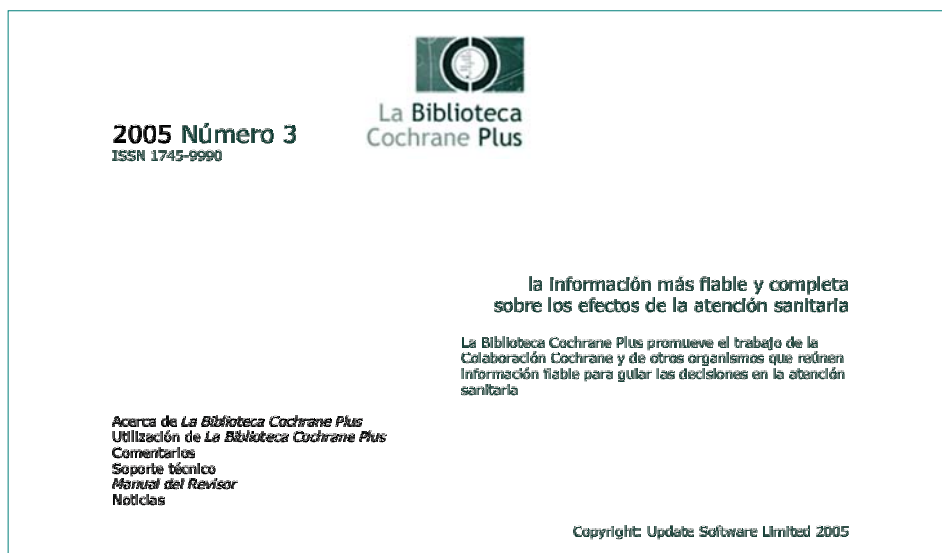 La Biblioteca
Cochrane Plus
2005 Número 3
ISSN 1745-9990
la información más fiable y completa
sobre los efectos de la atención sanitaria
La Biblioteca Cochrane Plus promueve el trabajo de la
Colaboración Cochrane y de otros organismos que reúnen
información fiable para guiar las decisiones en la atención
sanitaria
Acerca de La Biblioteca Cochrane Plus
Utilización de La Biblioteca Cochrane Plus
Comentarios
Soporte técnico
Manual del Revisor
Noticias
Copyright: Update Software Limited 2005